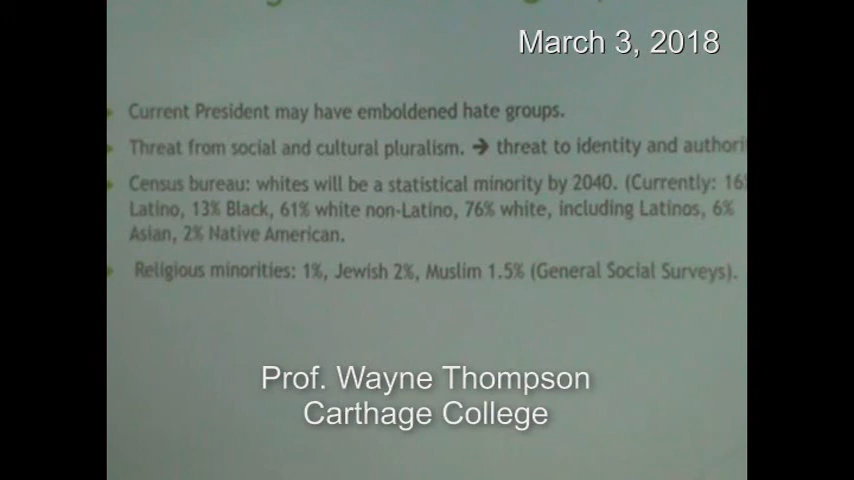 March 3, 2018
Current President may have emboldened hate groups.
Threat from social and cultural pluralism. → threat to identity and authori
Census bureau: whites will be a statistical minority by 2040. (Currently: 16%
Latino, 13% Black, 61% white non-Latino, 76% white, including Latinos, 6%
Asian, 2% Native American.
Religious minorities: 1%, Jewish 2%, Muslim 1.5% (General Social Surveys).
Prof. Wayne Thompson
Carthage College